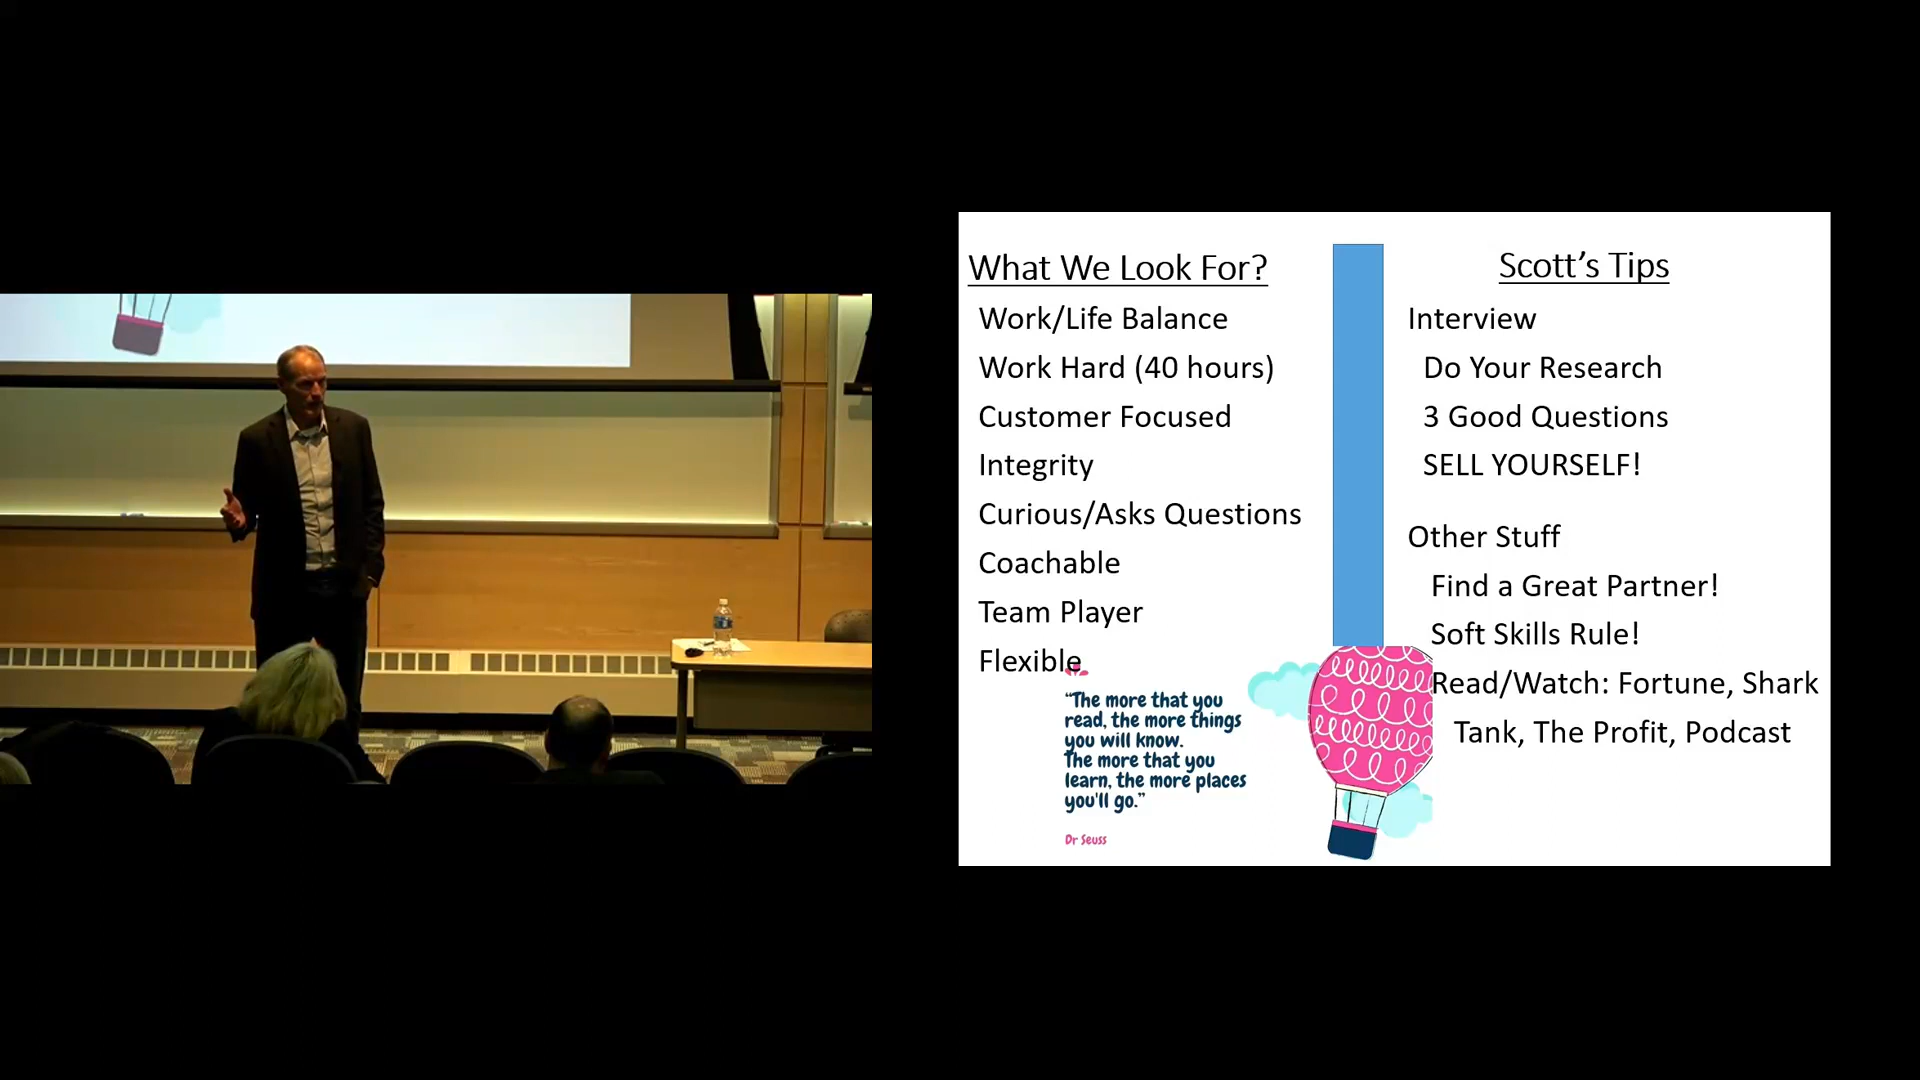 What We Look For?
Work/Life Balance
Work Hard (40 hours)
Customer Focused
Integrity
Curious/Asks Questions
Coachable
Team Player
Flexible
“The more that you
read, the more things
you will know.
The more that you
learn, the more places
you'll go.”
Dr Seuss
Scott’s Tips
Interview
Do Your Research
3 Good Questions
SELL YOURSELF!
Other Stuff
Find a Great Partner!
Soft Skills Rule!
Read/Watch: Fortune, Shark
Tank, The Profit, Podcast